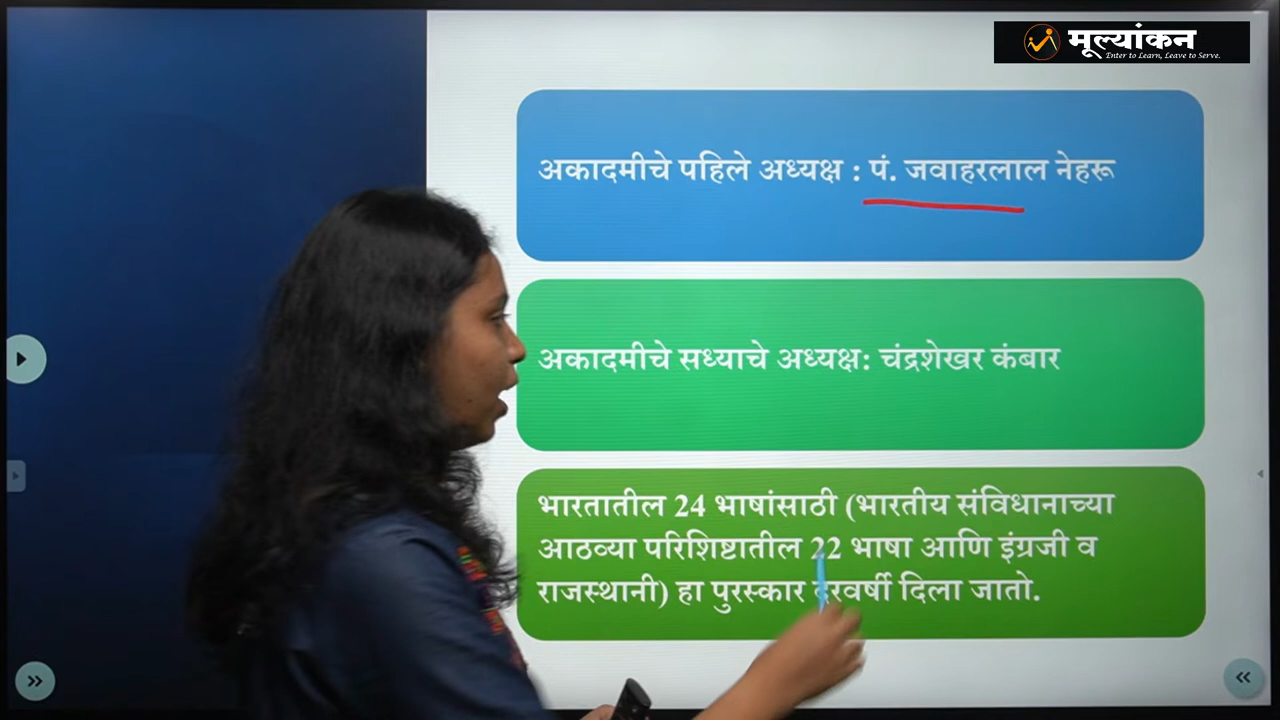 मूल्यांकन
Enter to Learn, Leave to Serve.
अकादमीचे पहिले अध्यक्ष : पं. जवाहरलाल नेहरू
अकादमीचे सध्याचे अध्यक्ष: चंद्रशेखर कंबार
भारतातील 24 भाषांसाठी (भारतीय संविधानाच्या
आठव्या परिशिष्टातील 22 भाषा आणि इंग्रजी व
राजस्थानी) हा पुरस्कार दरवर्षी दिला जातो.